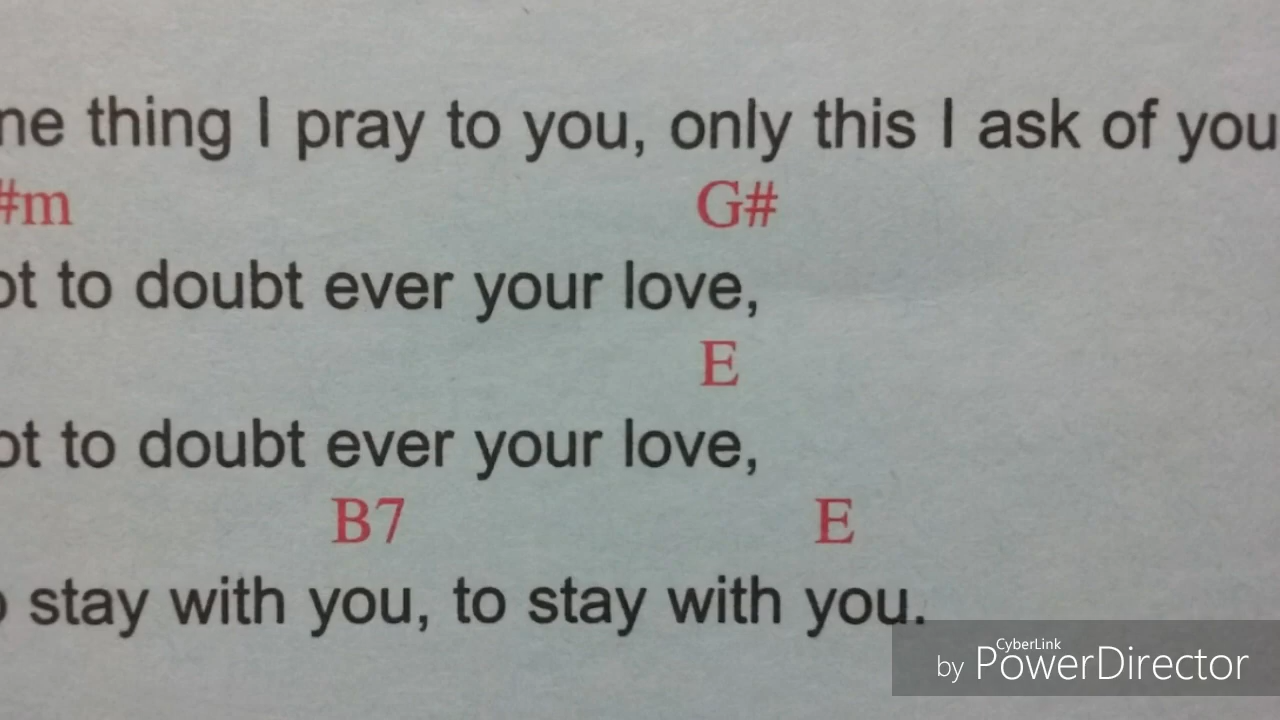 ne thing I pray to you, only this I ask of you
#m G#
ot to doubt ever your love,
E
ot to doubt ever your love,
B7 E
stay with you, to stay with you.
by CyberLink PowerDirector